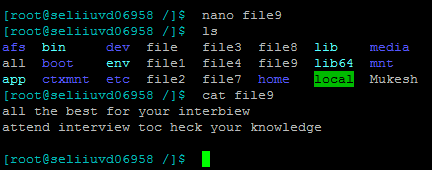 [root@seliiuvd06958 /]$  nano file9
[root@seliiuvd06958 /]$  ls
afs  bin     dev  file   file3  file8  lib    media
all  boot    env  file1  file4  file9  lib64  mnt
app  ctxmnt  etc  file2  file7  home   local  Mukesh
[root@seliiuvd06958 /]$  cat file9
all the best for your interbiew
attend interview toc heck your knowledge
[root@seliiuvd06958 /]$